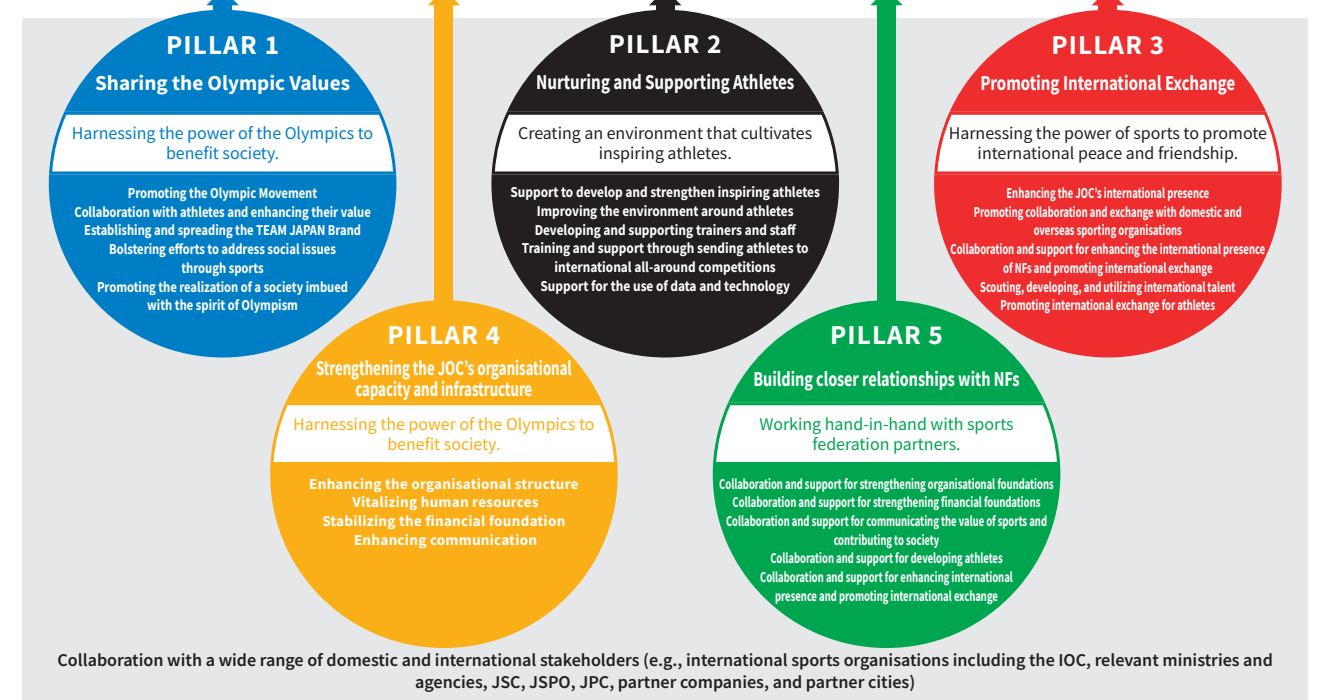 PILLAR 1
Sharing the Olympic Values
Harnessing the power of the Olympics to
benefit society.
Promoting the Olympic Movement
Collaboration with athletes and enhancing their value
Establishing and spreading the TEAM JAPAN Brand
Bolstering efforts to address social issues
through sports
Promoting the realization of a society imbued
with the spirit of Olympism
PILLAR 2
Nurturing and Supporting Athletes
Creating an environment that cultivates
inspiring athletes.
Support to develop and strengthen inspiring athletes
Improving the environment around athletes
Developing and supporting trainers and staff
Training and support through sending athletes to
international all-around competitions
Support for the use of data and technology
PILLAR 3
Promoting International Exchange
Harnessing the power of sports to promote
international peace and friendship.
Enhancing the JOC's international presence
Promoting collaboration and exchange with domestic and
overseas sporting organisations
Collaboration and support for enhancing the international presence
of NFs and promoting international exchange
Scouting, developing, and utilizing international talent
Promoting international exchange for athletes
PILLAR 4
Strengthening the JOC's organisational
capacity and infrastructure
Harnessing the power of the Olympics to
benefit society.
Enhancing the organisational structure
Vitalizing human resources
Stabilizing the financial foundation
Enhancing communication
PILLAR 5
Building closer relationships with NFs
Working hand-in-hand with sports
federation partners.
Collaboration and support for strengthening organisational foundations
Collaboration and support for strengthening financial foundations
Collaboration and support for communicating the value of sports and
contributing to society
Collaboration and support for developing athletes
Collaboration and support for enhancing international
presence and promoting international exchange
Collaboration with a wide range of domestic and international stakeholders (e.g., international sports organisations including the IOC, relevant ministries and
agencies, JSC, JSPO, JPC, partner companies, and partner cities)